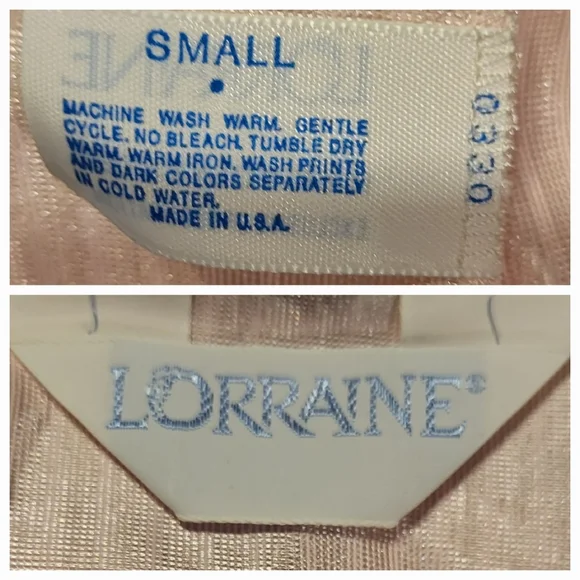 SMALL
MACHINE WASH WARM. GENTLE
CYCLE. NO BLEACH. TUMBLE DRY
WARM. WARM IRON. WASH PRINTS
AND DARK COLORS SEPARATELY
IN COLD WATER.
MADE IN U.S.A.
0330
LORRAINE®